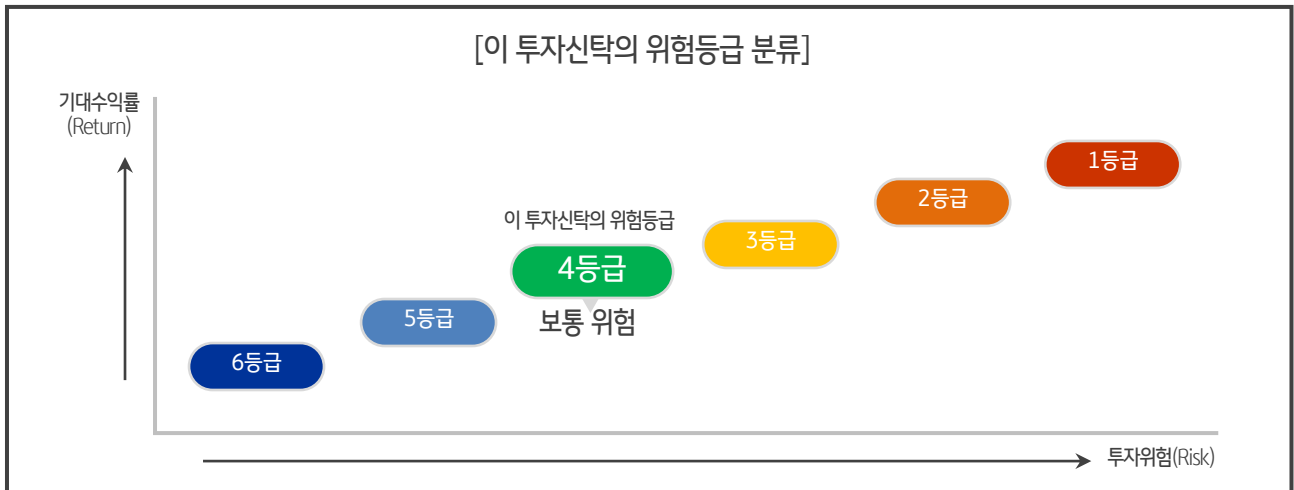 [이 투자신탁의 위험등급 분류]
기대수익률
(Return)
1등급
2등급
이 투자신탁의 위험등급
3등급
4등급
5등급
보통 위험
6등급
투자위험(Risk)